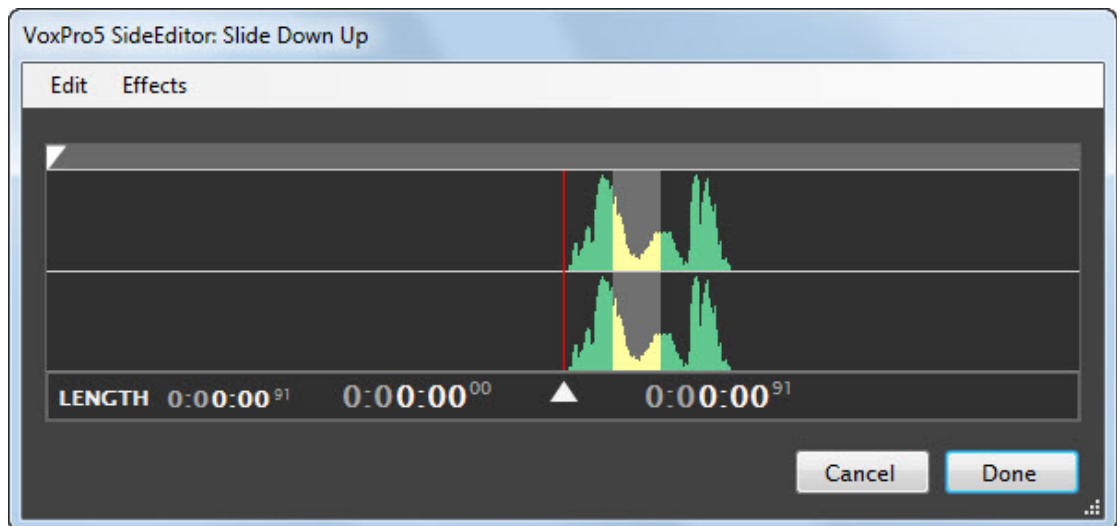 VoxPro5 SideEditor: Slide Down Up
Edit Effects
LENGTH 0:00:00 91 0:00:00 00 0:00:00 91
Cancel Done